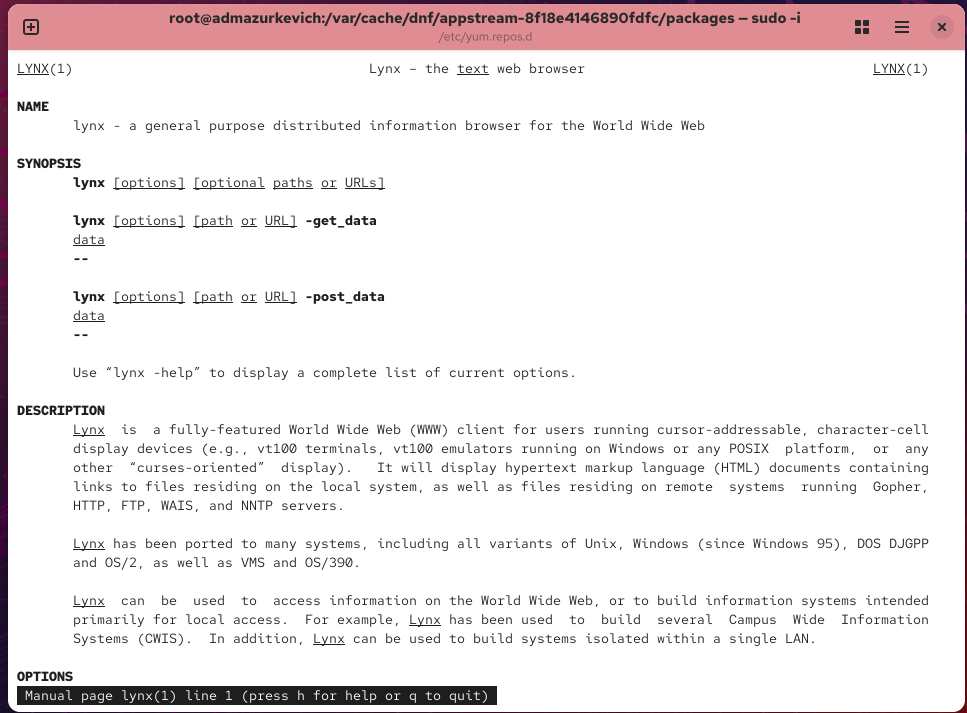 root@admazurkevich:/var/cache/dnf/appstream-8f18e4146890fdfc/packages — sudo -i
/etc/yum.repos.d
LYNX(1) Lynx – the text web browser LYNX(1)
NAME
lynx - a general purpose distributed information browser for the World Wide Web
SYNOPSIS
lynx [options] [optional paths or URLs]
lynx [options] [path or URL] -get_data
data
--
lynx [options] [path or URL] -post_data
data
--
Use “lynx -help” to display a complete list of current options.
DESCRIPTION
Lynx is a fully-featured World Wide Web (WWW) client for users running cursor-addressable, character-cell
display devices (e.g., vt100 terminals, vt100 emulators running on Windows or any POSIX platform, or any
other “curses-oriented” display). It will display hypertext markup language (HTML) documents containing
links to files residing on the local system, as well as files residing on remote systems running Gopher,
HTTP, FTP, WAIS, and NNTP servers.
Lynx has been ported to many systems, including all variants of Unix, Windows (since Windows 95), DOS DJGPP
and OS/2, as well as VMS and OS/390.
Lynx can be used to access information on the World Wide Web, or to build information systems intended
primarily for local access. For example, Lynx has been used to build several Campus Wide Information
Systems (CWIS). In addition, Lynx can be used to build systems isolated within a single LAN.
OPTIONS
Manual page lynx(1) line 1 (press h for help or q to quit)